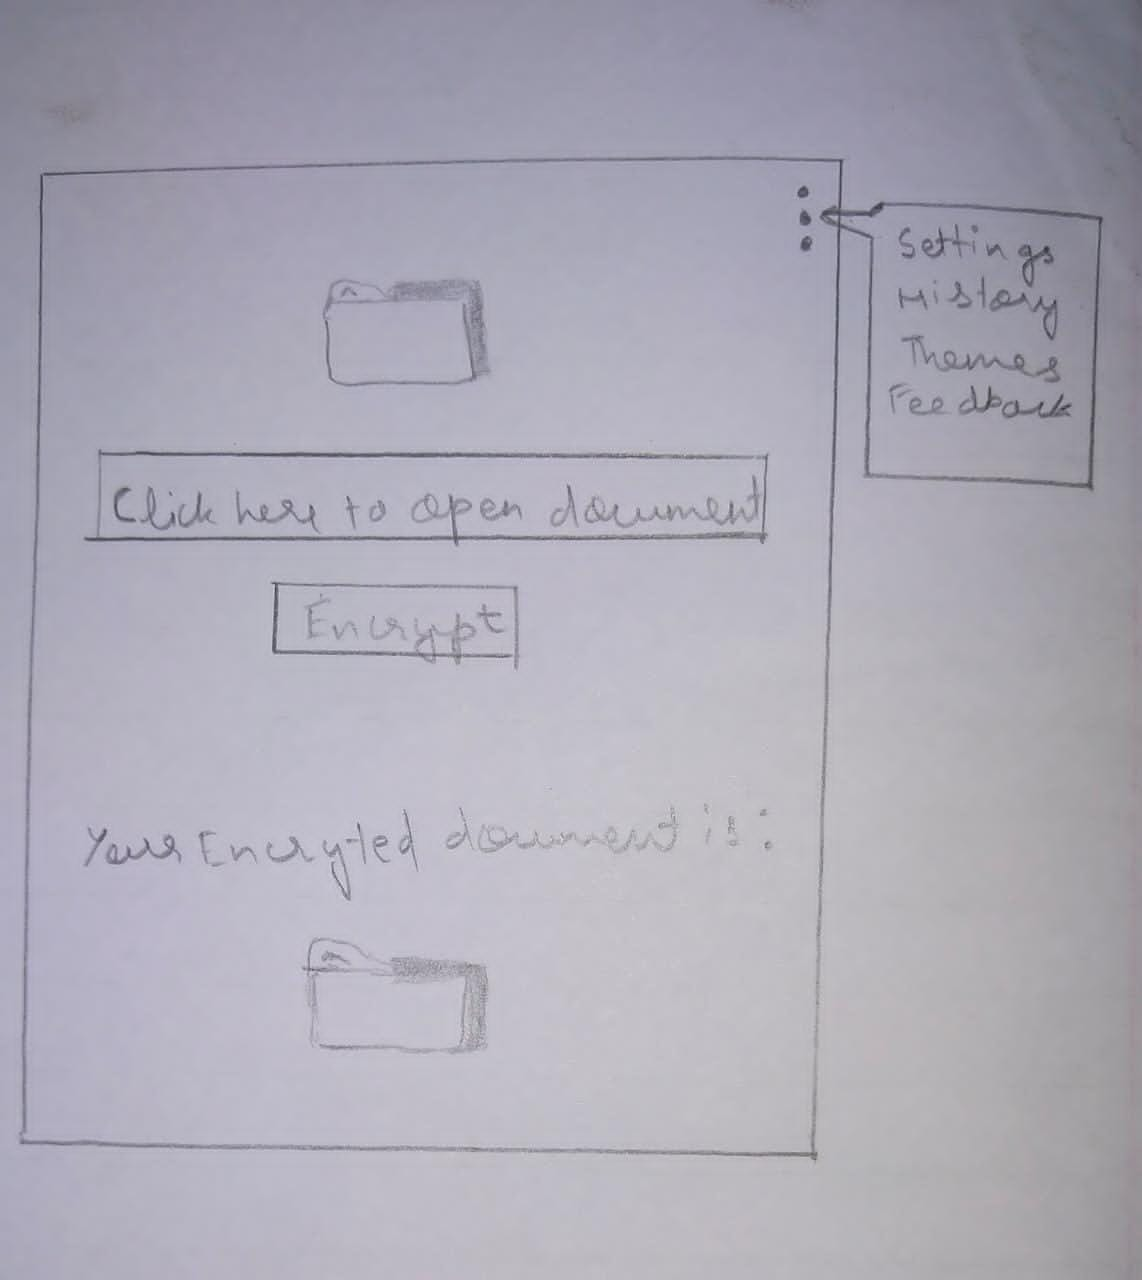 Settings
History
Themes
Feedback
Click here to open document
Encrypt
Your Encryted document is: